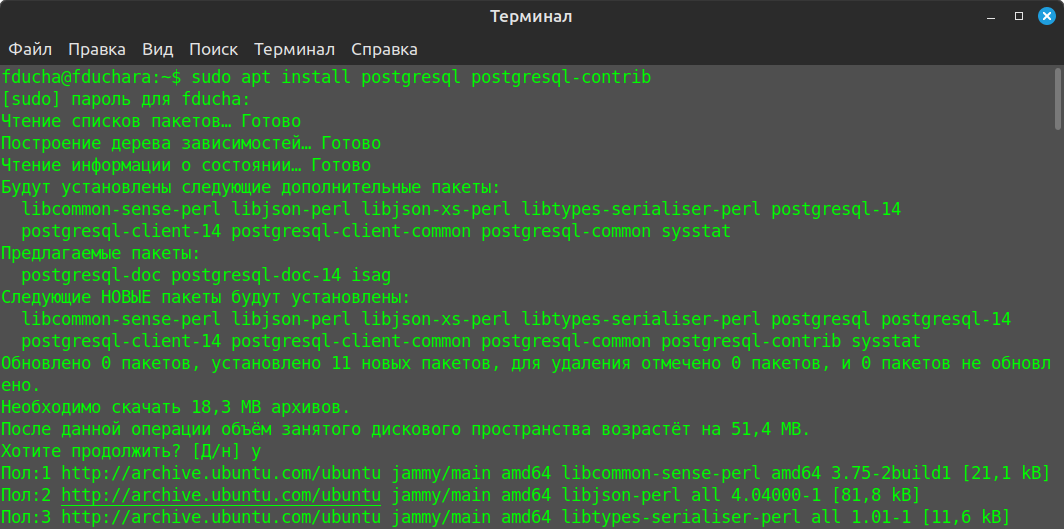 Терминал
Файл Правка Вид Поиск Терминал Справка
fducha@fduchara:~$ sudo apt install postgresql postgresql-contrib
[sudo] пароль для fducha:
Чтение списков пакетов… Готово
Построение дерева зависимостей… Готово
Чтение информации о состоянии… Готово
Будут установлены следующие дополнительные пакеты:
  libcommon-sense-perl libjson-perl libjson-xs-perl libtypes-serialiser-perl postgresql-14
  postgresql-client-14 postgresql-client-common postgresql-common sysstat
Предлагаемые пакеты:
  postgresql-doc postgresql-doc-14 isag
Следующие НОВЫЕ пакеты будут установлены:
  libcommon-sense-perl libjson-perl libjson-xs-perl libtypes-serialiser-perl postgresql postgresql-14
  postgresql-client-14 postgresql-client-common postgresql-common postgresql-contrib sysstat
Обновлено 0 пакетов, установлено 11 новых пакетов, для удаления отмечено 0 пакетов, и 0 пакетов не обновл
ено.
Необходимо скачать 18,3 MB архивов.
После данной операции объём занятого дискового пространства возрастёт на 51,4 MB.
Хотите продолжить? [Д/н] y
Пол:1 http://archive.ubuntu.com/ubuntu jammy/main amd64 libcommon-sense-perl amd64 3.75-2build1 [21,1 kB]
Пол:2 http://archive.ubuntu.com/ubuntu jammy/main amd64 libjson-perl all 4.04000-1 [81,8 kB]
Пол:3 http://archive.ubuntu.com/ubuntu jammy/main amd64 libtypes-serialiser-perl all 1.01-1 [11,6 kB]